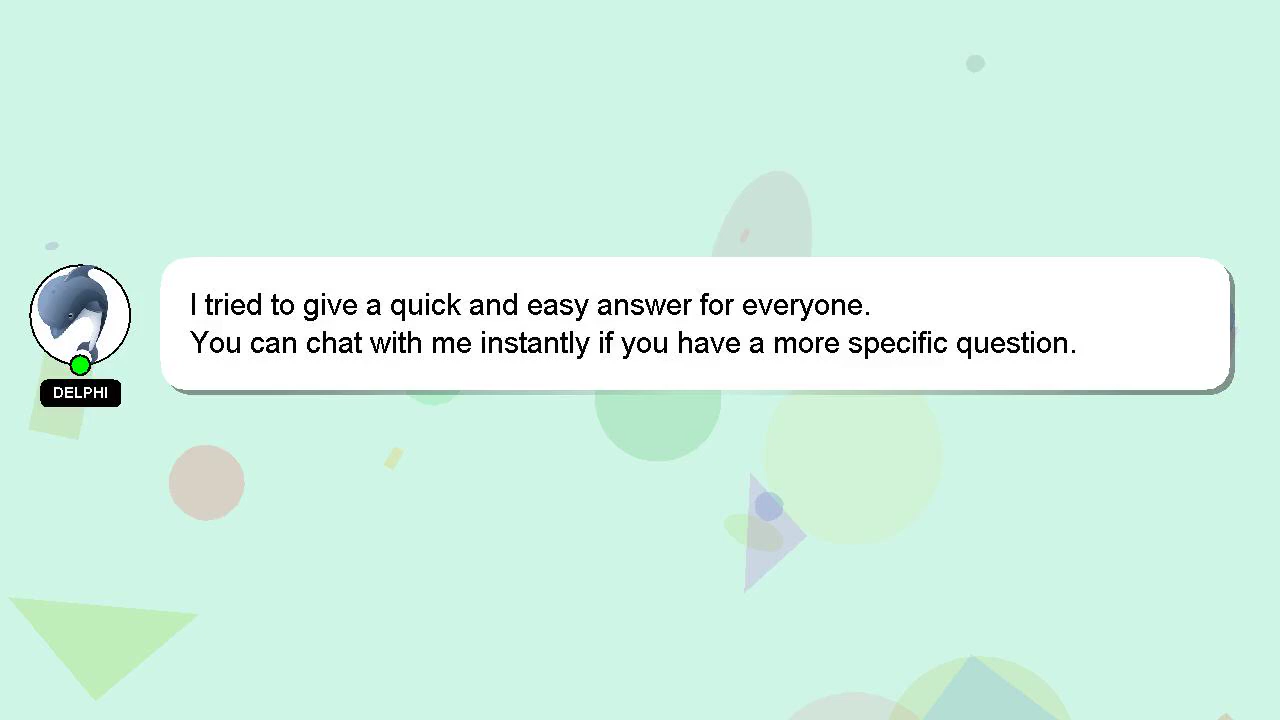 I tried to give a quick and easy answer for everyone.
You can chat with me instantly if you have a more specific question.
DELPHI